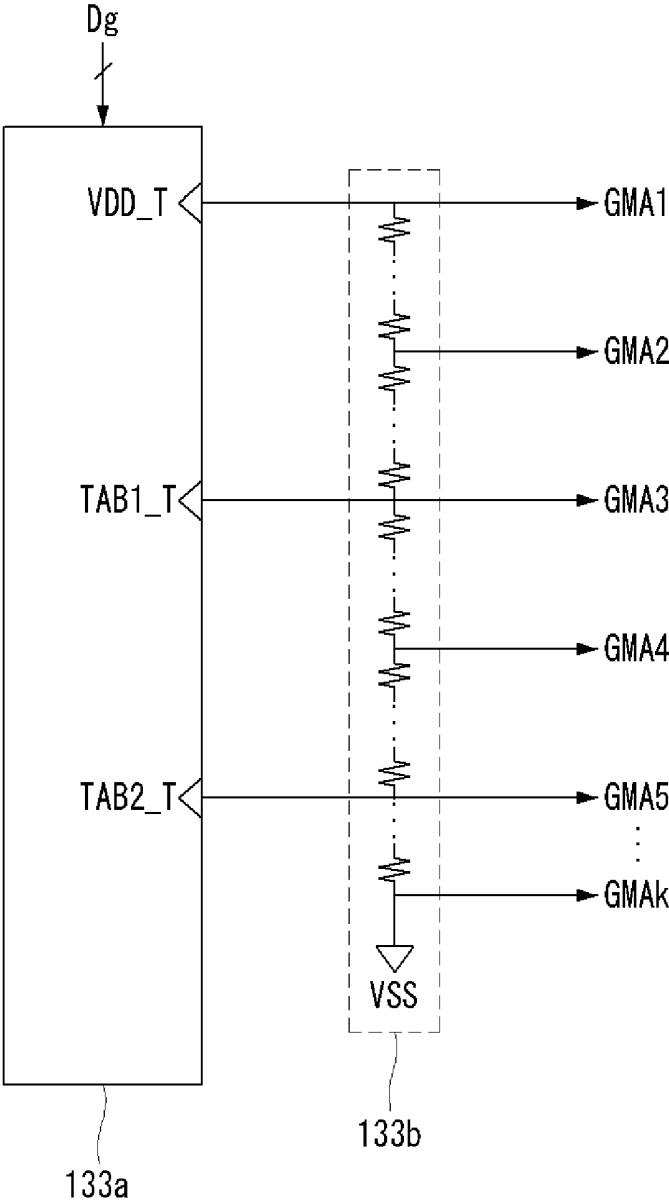 Dg
VDD_T
GMA1
GMA2
TAB1_T
GMA3
GMA4
TAB2_T
GMA5
GMAk
VSS
133b
133a